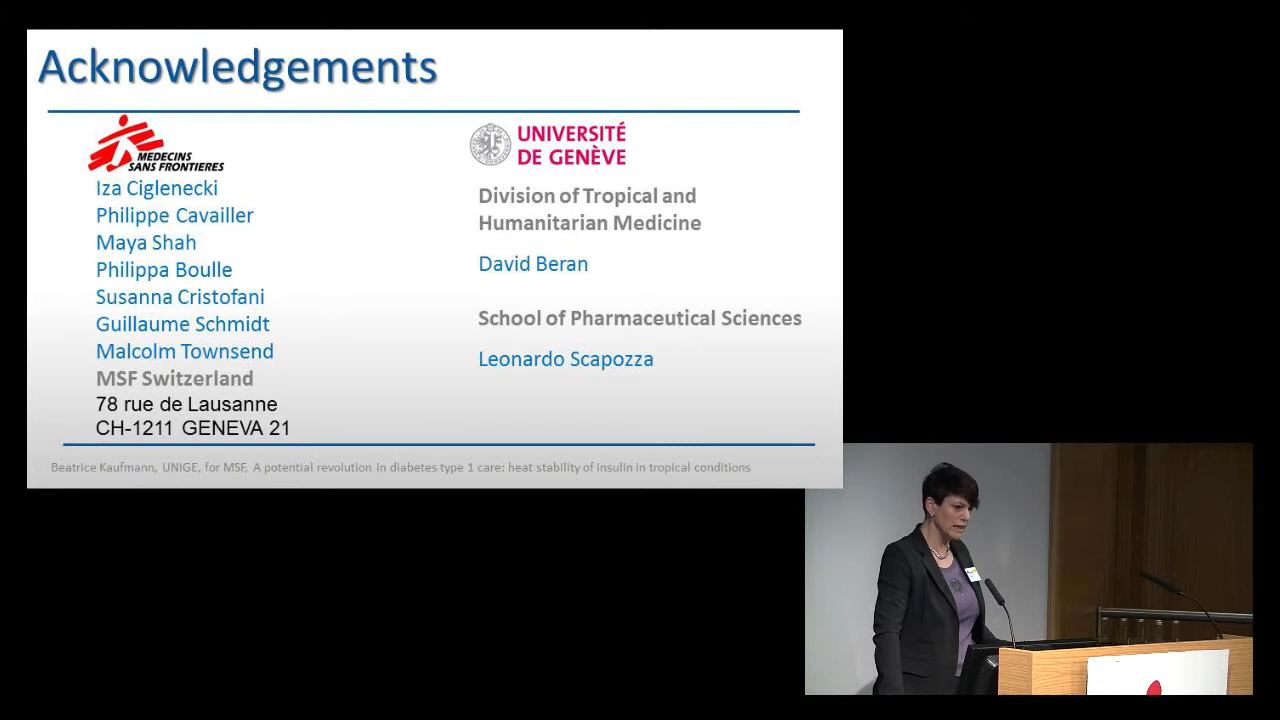 Acknowledgements
MEDECINS
SANS FRONTIERES
Iza Ciglenecki
Philippe Cavailler
Maya Shah
Philippa Boulle
Susanna Cristofani
Guillaume Schmidt
Malcolm Townsend
MSF Switzerland
78 rue de Lausanne
CH-1211 GENEVA 21
UNIVERSITÉ
DE GENÈVE
Division of Tropical and
Humanitarian Medicine
David Beran
School of Pharmaceutical Sciences
Leonardo Scapozza
Beatrice Kaufmann, UNIGE, for MSF, A potential revolution in diabetes type 1 care: heat stability of insulin in tropical conditions